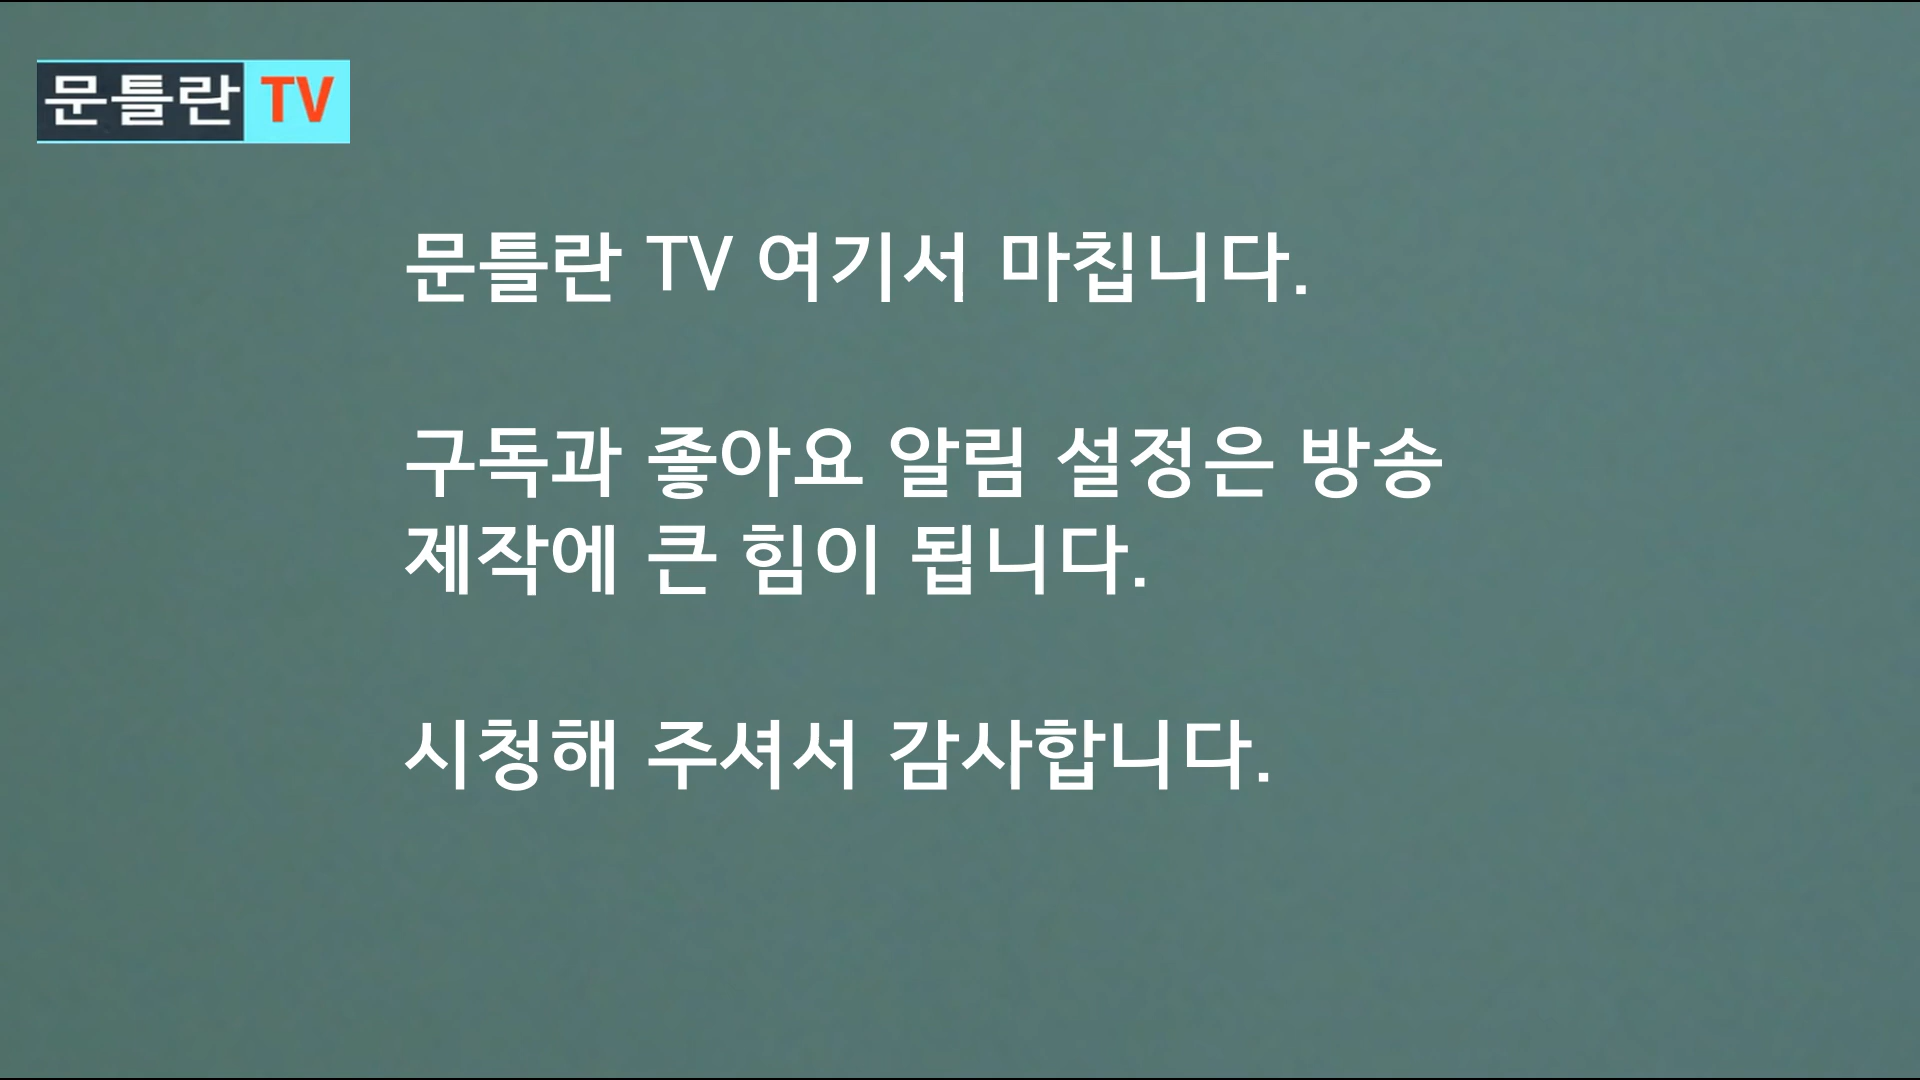 문틀란 TV
문틀란 TV 여기서 마칩니다.
구독과 좋아요 알림 설정은 방송
제작에 큰 힘이 됩니다.
시청해 주셔서 감사합니다.